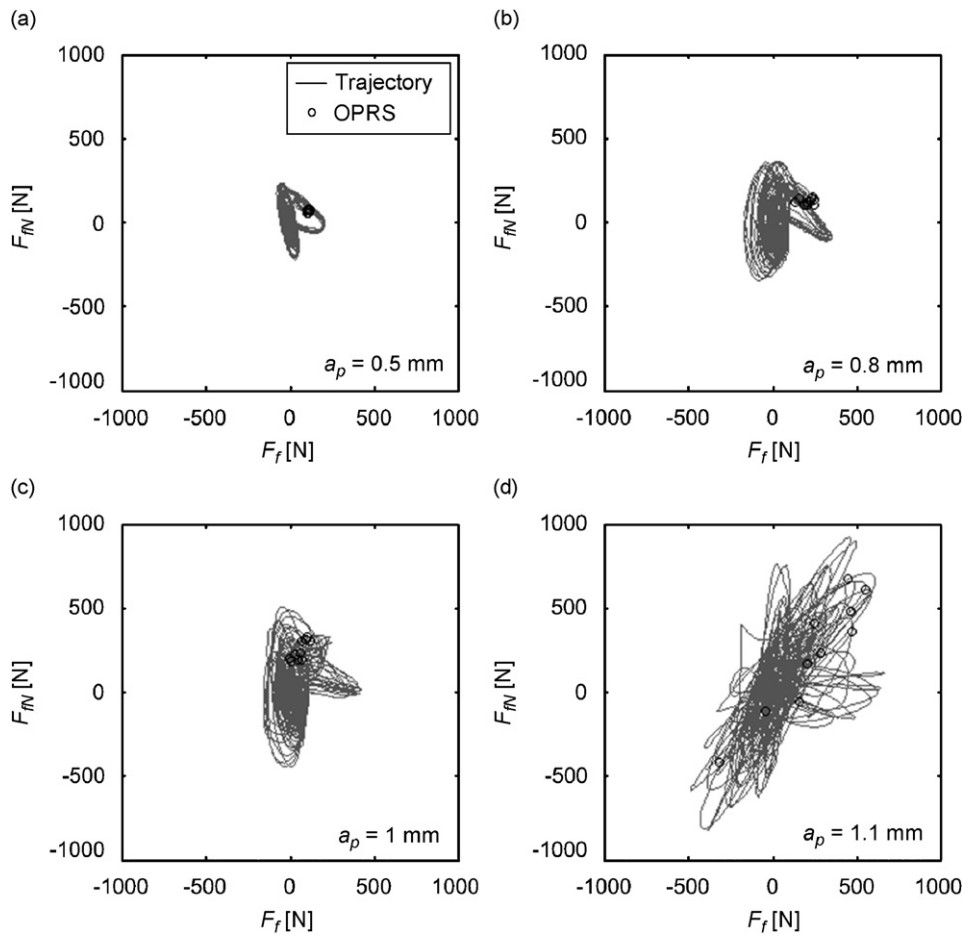 (a)
1000
500
0
-500
-1000
F_fN [N]
Trajectory
OPRS
a_p = 0.5 mm
-1000 -500 0 500 1000
F_f [N]
(b)
1000
500
0
-500
-1000
F_fN [N]
a_p = 0.8 mm
-1000 -500 0 500 1000
F_f [N]
(c)
1000
500
0
-500
-1000
F_fN [N]
a_p = 1 mm
-1000 -500 0 500 1000
F_f [N]
(d)
1000
500
0
-500
-1000
F_fN [N]
a_p = 1.1 mm
-1000 -500 0 500 1000
F_f [N]